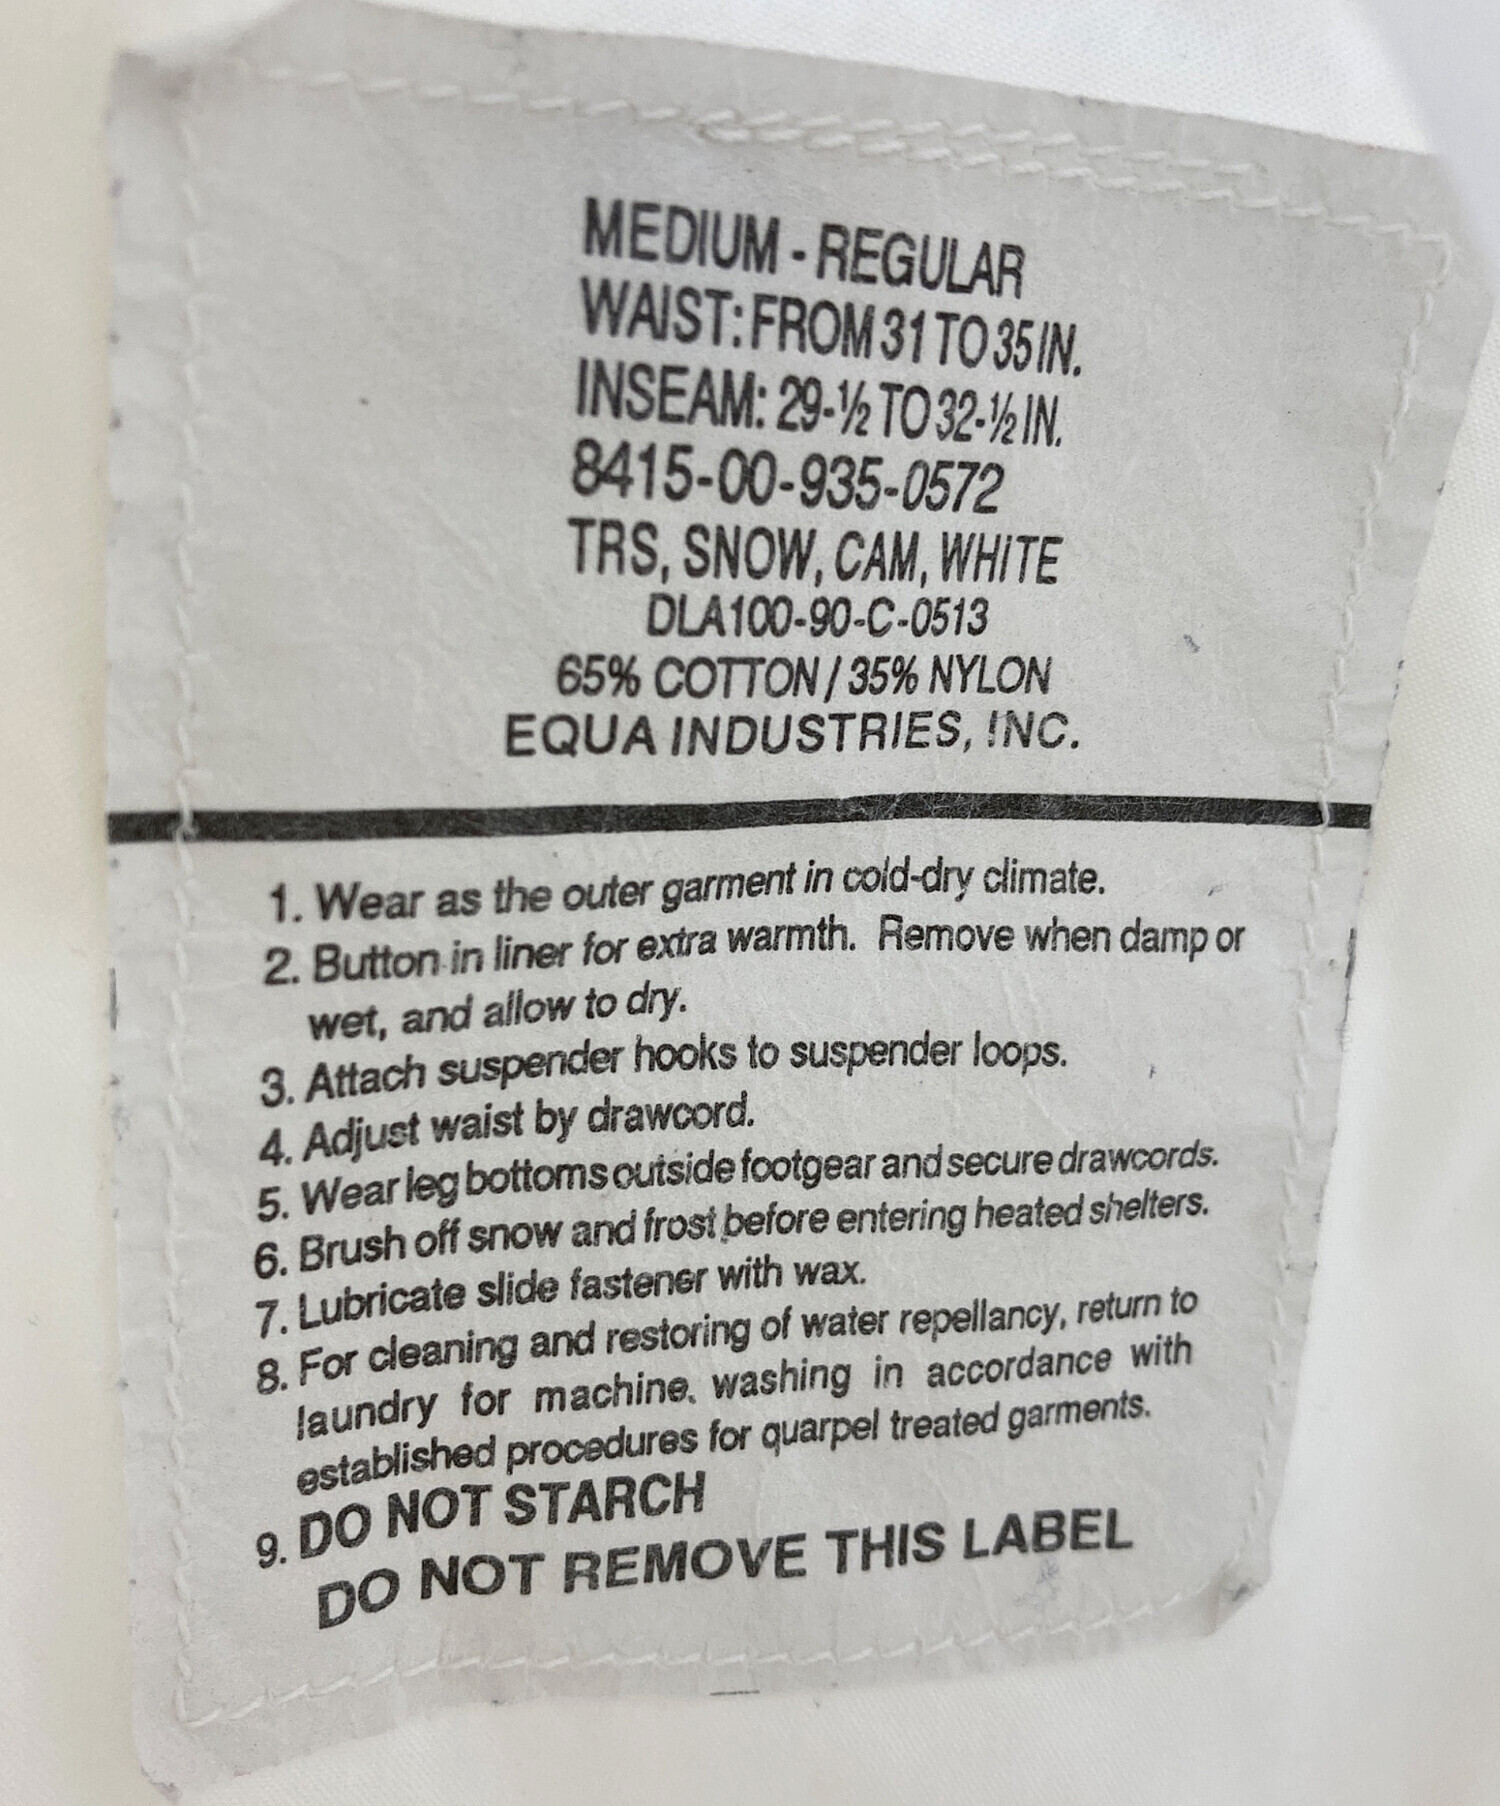 MEDIUM - REGULAR
WAIST: FROM 31 TO 35 IN.
INSEAM: 29-½ TO 32-½ IN.
8415-00-935-0572
TRS, SNOW, CAM, WHITE
DLA100-90-C-0513
65% COTTON / 35% NYLON
EQUA INDUSTRIES, INC.
1. Wear as the outer garment in cold-dry climate.
2. Button in liner for extra warmth. Remove when damp or
wet, and allow to dry.
3. Attach suspender hooks to suspender loops.
4. Adjust waist by drawcord.
5. Wear leg bottoms outside footgear and secure drawcords.
6. Brush off snow and frost before entering heated shelters.
7. Lubricate slide fastener with wax.
8. For cleaning and restoring of water repellancy, return to
laundry for machine. washing in accordance with
established procedures for quarpel treated garments.
9. DO NOT STARCH
DO NOT REMOVE THIS LABEL